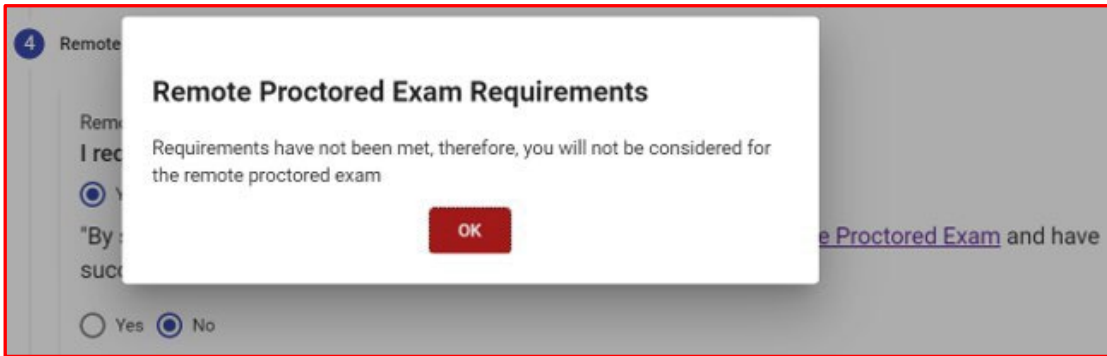 4 Remote
Remote Proctored Exam Requirements
Requirements have not been met, therefore, you will not be considered for
the remote proctored exam
OK
I
"By
e Proctored Exam and have
Yes No